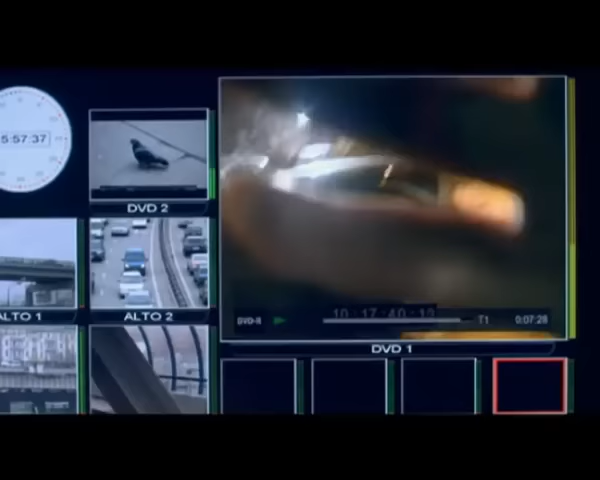 5:57:37
DVD 2
ALTO 1
ALTO 2
10:17:40:13
DVD-R
T1
0:07:28
DVD 1